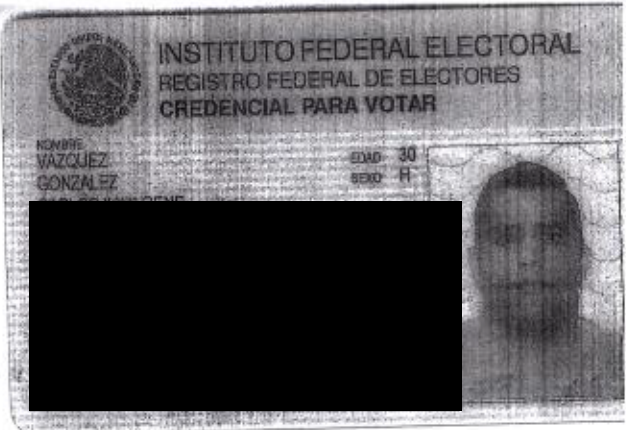 INSTITUTO FEDERAL ELECTORAL
REGISTRO FEDERAL DE ELECTORES
CREDENCIAL PARA VOTAR
NOMBRE
VAZQUEZ
EDAD 30
GONZALEZ
SEXO H